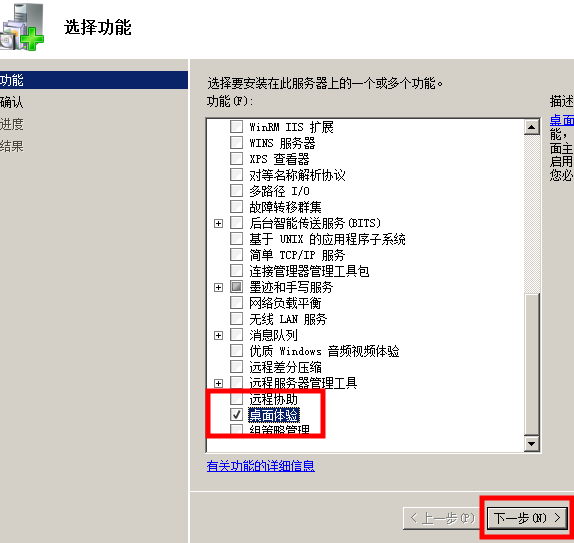 选择功能
功能
确认
进度
结果
选择要安装在此服务器上的一个或多个功能。
功能(F):
WinRM IIS 扩展
WINS 服务器
XPS 查看器
对等名称解析协议
多路径 I/O
故障转移群集
后台智能传送服务(BITS)
基于 UNIX 的应用程序子系统
简单 TCP/IP 服务
连接管理器管理工具包
墨迹和手写服务
网络负载平衡
无线 LAN 服务
消息队列
优质 Windows 音频视频体验
远程差分压缩
远程服务器管理工具
远程协助
桌面体验
组策略管理
有关功能的详细信息
描述
桌面
能,
面主
启用
您必
< 上一步(P)
下一步(N) >